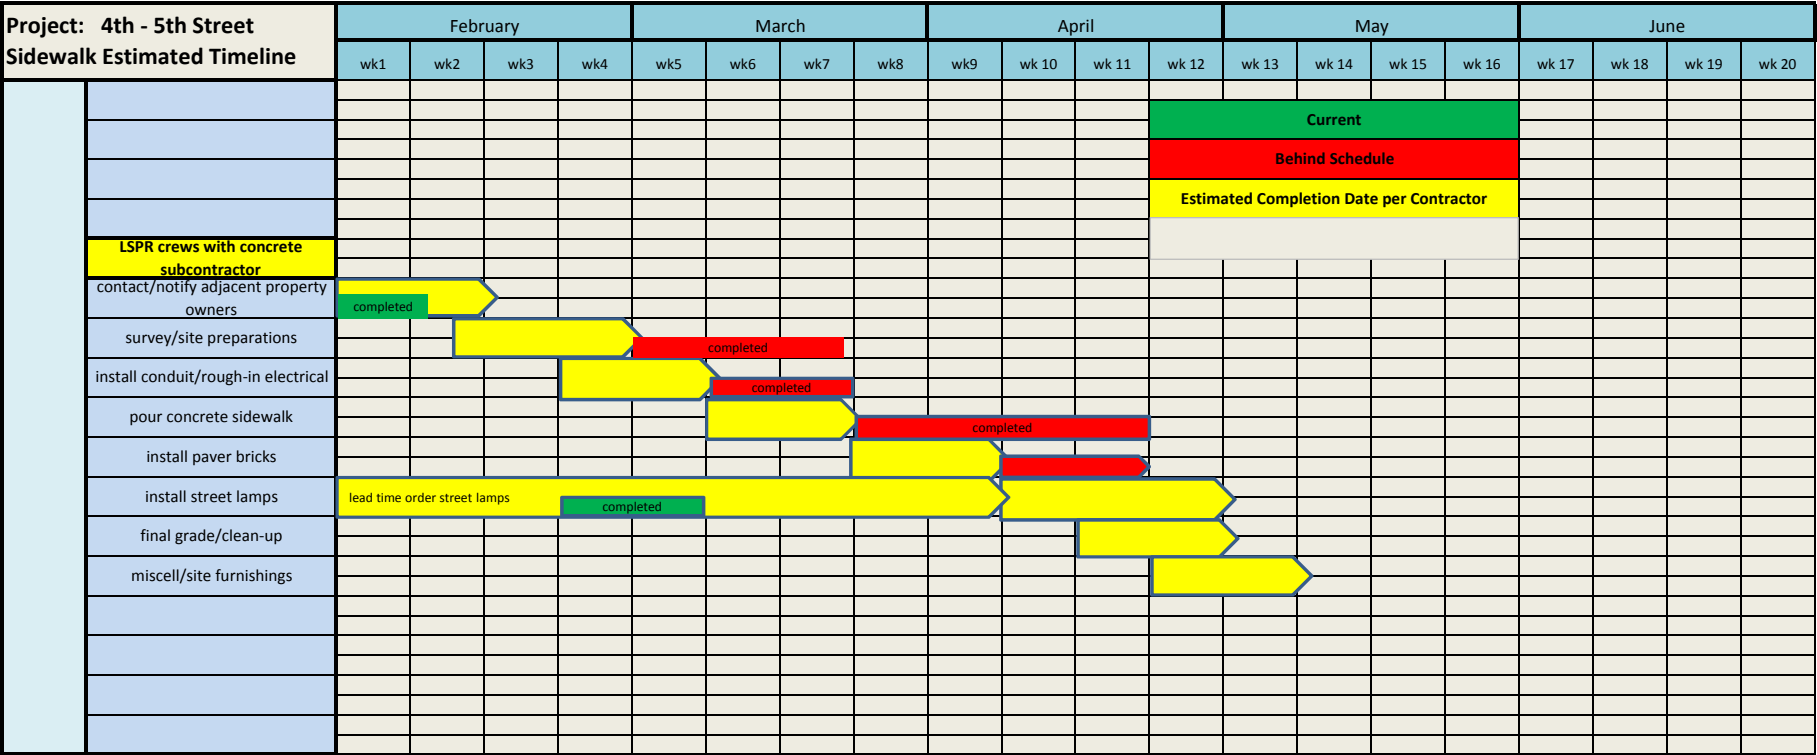 Project:   4th - 5th Street
Sidewalk Estimated Timeline
February March April May June
wk1 wk2 wk3 wk4 wk5 wk6 wk7 wk8 wk9 wk 10 wk 11 wk 12 wk 13 wk 14 wk 15 wk 16 wk 17 wk 18 wk 19 wk 20
Current
Behind Schedule
Estimated Completion Date per Contractor
LSPR crews with concrete
subcontractor
contact/notify adjacent property
owners
completed
survey/site preparations
completed
install conduit/rough-in electrical
completed
pour concrete sidewalk
completed
install paver bricks
install street lamps
lead time order street lamps
completed
final grade/clean-up
miscell/site furnishings